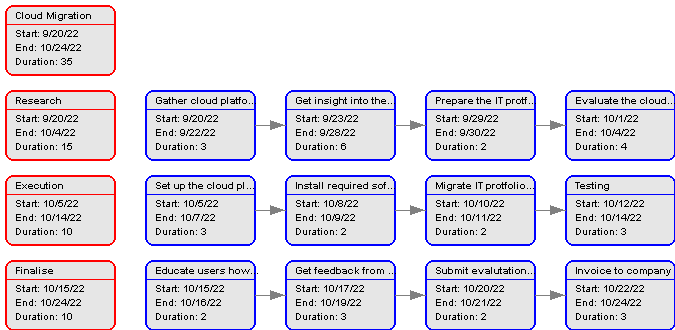 Cloud Migration
Start: 9/20/22
End: 10/24/22
Duration: 35
Research
Start: 9/20/22
End: 10/4/22
Duration: 15
Gather cloud platfo...
Start: 9/20/22
End: 9/22/22
Duration: 3
Get insight into the...
Start: 9/23/22
End: 9/28/22
Duration: 6
Prepare the IT protf...
Start: 9/29/22
End: 9/30/22
Duration: 2
Evaluate the cloud...
Start: 10/1/22
End: 10/4/22
Duration: 4
Execution
Start: 10/5/22
End: 10/14/22
Duration: 10
Set up the cloud pl...
Start: 10/5/22
End: 10/7/22
Duration: 3
Install required sof...
Start: 10/8/22
End: 10/9/22
Duration: 2
Migrate IT protfolio...
Start: 10/10/22
End: 10/11/22
Duration: 2
Testing
Start: 10/12/22
End: 10/14/22
Duration: 3
Finalise
Start: 10/15/22
End: 10/24/22
Duration: 10
Educate users how...
Start: 10/15/22
End: 10/16/22
Duration: 2
Get feedback from ...
Start: 10/17/22
End: 10/19/22
Duration: 3
Submit evalutation...
Start: 10/20/22
End: 10/21/22
Duration: 2
Invoice to company
Start: 10/22/22
End: 10/24/22
Duration: 3